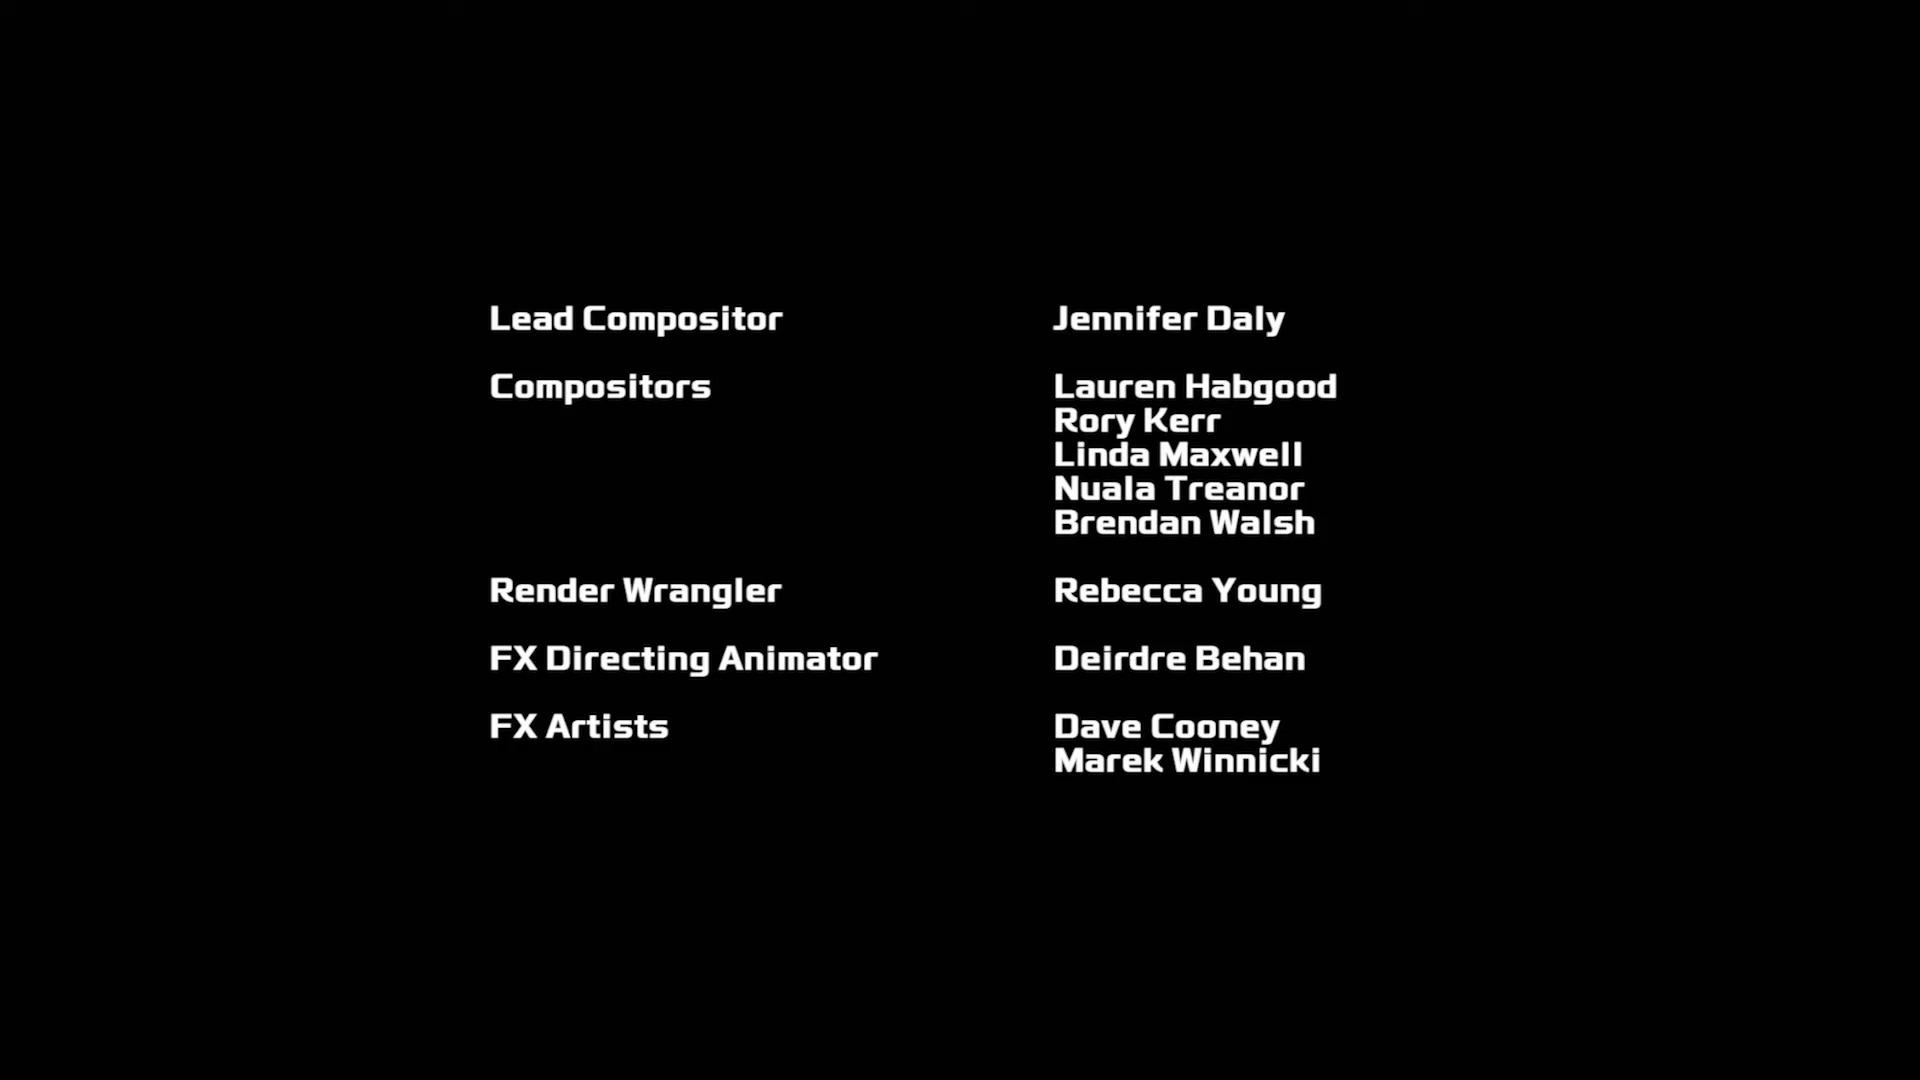 Lead Compositor Jennifer Daly
Compositors Lauren Habgood
Rory Kerr
Linda Maxwell
Nuala Treanor
Brendan Walsh
Render Wrangler Rebecca Young
FX Directing Animator Deirdre Behan
FX Artists Dave Cooney
Marek Winnicki